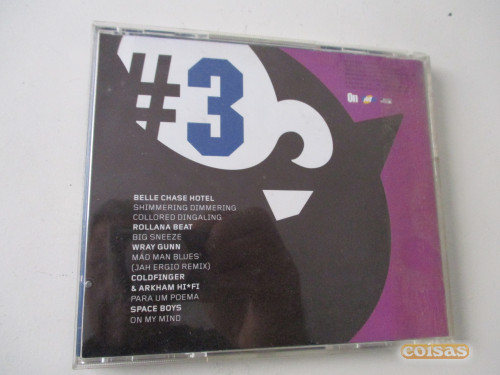 #3
On
BELLE CHASE HOTEL
SHIMMERING DIMMERING
COLLORED DINGALING
ROLLANA BEAT
BIG SNEEZE
WRAY GUNN
MAD MAN BLUES
(JAH ERGIO REMIX)
COLDFINGER
& ARKHAM HI*FI
PARA UM POEMA
SPACE BOYS
ON MY MIND
coisas